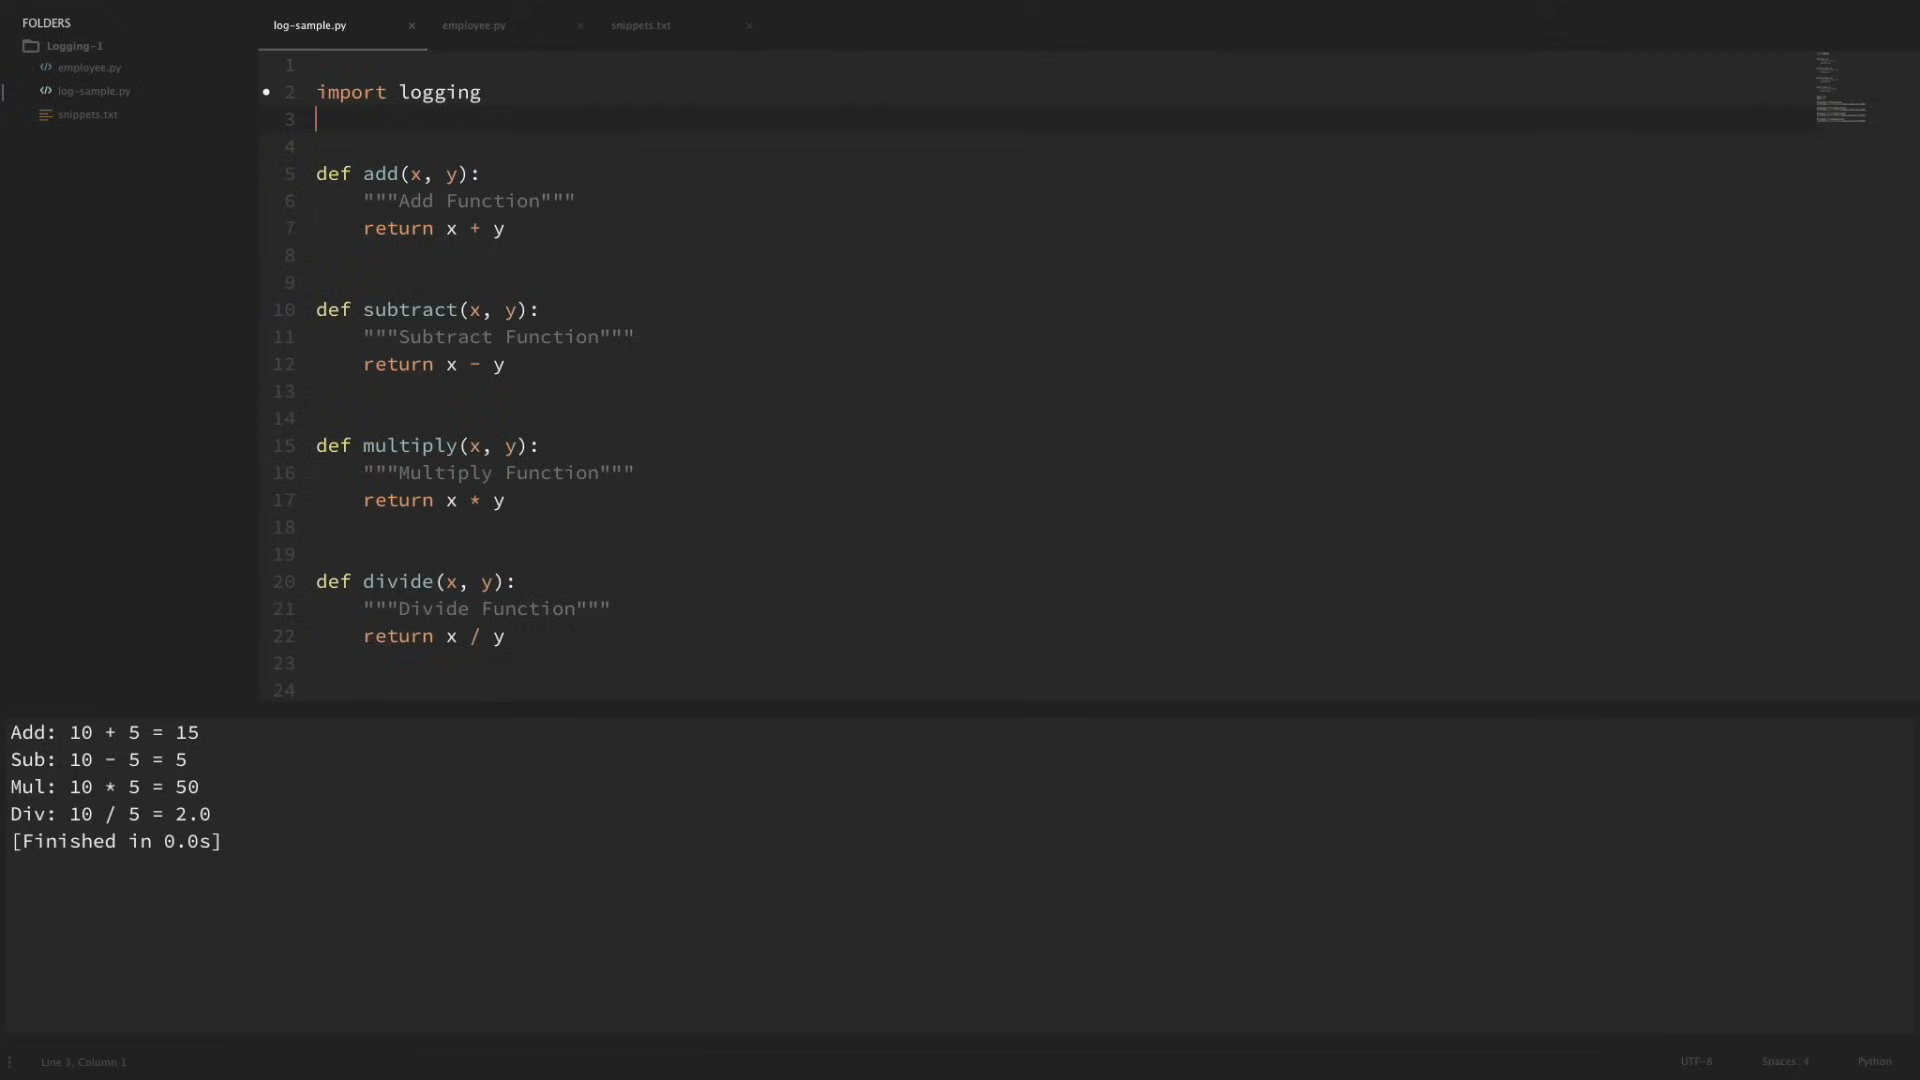 FOLDERS
Logging-1
employee.py
log-sample.py
snippets.txt
log-sample.py × employee.py × snippets.txt ×
1
2 import logging
3
4
5 def add(x, y):
6     """Add Function"""
7     return x + y
8
9
10 def subtract(x, y):
11     """Subtract Function"""
12     return x - y
13
14
15 def multiply(x, y):
16     """Multiply Function"""
17     return x * y
18
19
20 def divide(x, y):
21     """Divide Function"""
22     return x / y
23
24
Add: 10 + 5 = 15
Sub: 10 - 5 = 5
Mul: 10 * 5 = 50
Div: 10 / 5 = 2.0
[Finished in 0.0s]
Line 3, Column 1 UTF-8 Spaces: 4 Python